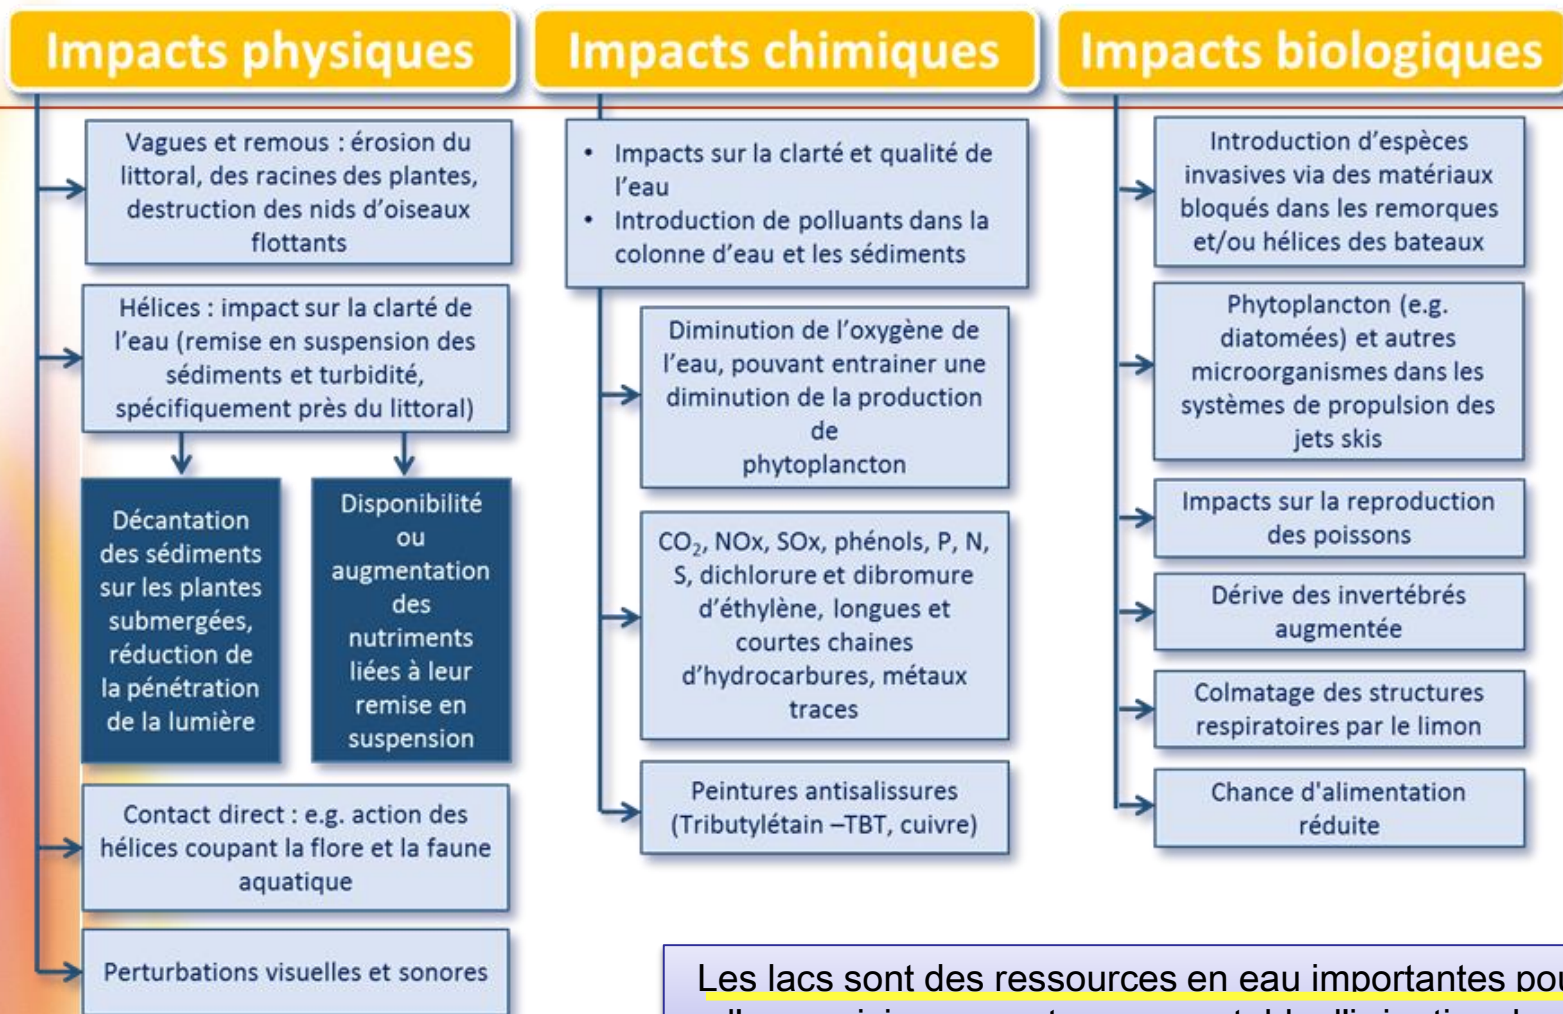 Impacts physiques
Vagues et remous : érosion du
littoral, des racines des plantes,
destruction des nids d'oiseaux
flottants
Hélices : impact sur la clarté de
l'eau (remise en suspension des
sédiments et turbidité,
spécifiquement près du littoral)
Décantation
des sédiments
sur les plantes
submergées,
réduction de
la pénétration
de la lumière
Disponibilité
ou
augmentation
des
nutriments
liées à leur
remise en
suspension
Contact direct : e.g. action des
hélices coupant la flore et la faune
aquatique
Perturbations visuelles et sonores
Impacts chimiques
• Impacts sur la clarté et qualité de
l'eau
• Introduction de polluants dans la
colonne d'eau et les sédiments
Diminution de l'oxygène de
l'eau, pouvant entrainer une
diminution de la production
de
phytoplancton
CO₂, NOx, SOx, phénols, P, N,
S, dichlorure et dibromure
d'éthylène, longues et
courtes chaines
d'hydrocarbures, métaux
traces
Peintures antisalissures
(Tributylétain –TBT, cuivre)
Impacts biologiques
Introduction d'espèces
invasives via des matériaux
bloqués dans les remorques
et/ou hélices des bateaux
Phytoplancton (e.g.
diatomées) et autres
microorganismes dans les
systèmes de propulsion des
jets skis
Impacts sur la reproduction
des poissons
Dérive des invertébrés
augmentée
Colmatage des structures
respiratoires par le limon
Chance d'alimentation
réduite
Les lacs sont des ressources en eau importantes pou